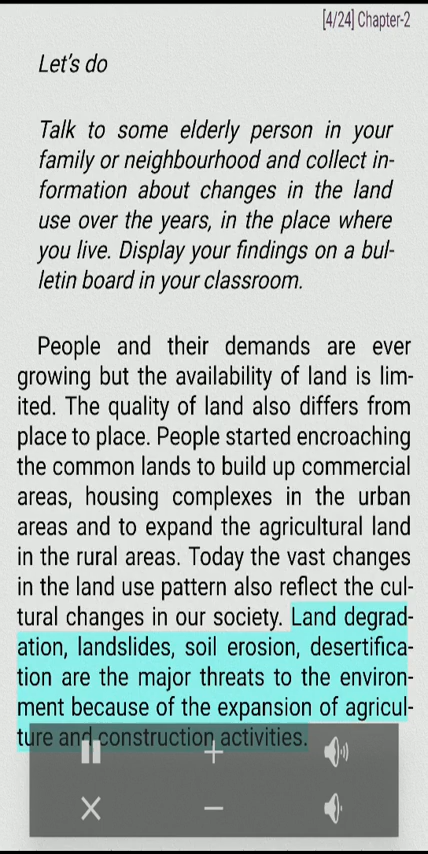 [4/24] Chapter-2
Let's do
Talk to some elderly person in your
family or neighbourhood and collect in-
formation about changes in the land
use over the years, in the place where
you live. Display your findings on a bul-
letin board in your classroom.
People and their demands are ever
growing but the availability of land is lim-
ited. The quality of land also differs from
place to place. People started encroaching
the common lands to build up commercial
areas, housing complexes in the urban
areas and to expand the agricultural land
in the rural areas. Today the vast changes
in the land use pattern also reflect the cul-
tural changes in our society. Land degrad-
ation, landslides, soil erosion, desertifica-
tion are the major threats to the environ-
ment because of the expansion of agricul-
ture and construction activities.